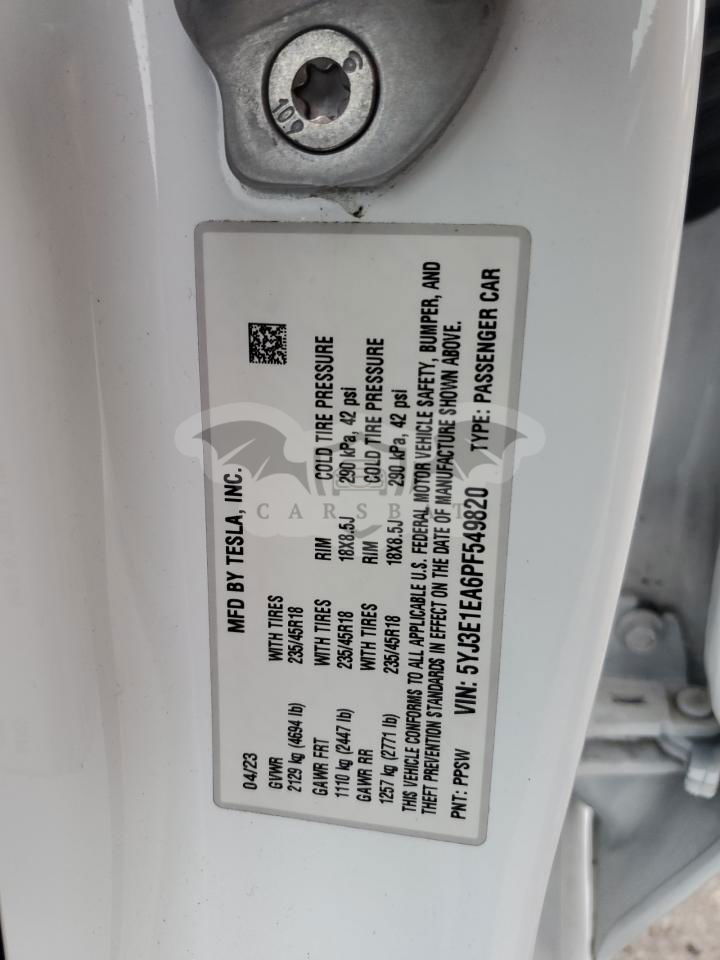 10.9
MFD BY TESLA, INC.
04/23
GVWR WITH TIRES
2129 kg (4694 lb) 235/45R18
GAWR FRT WITH TIRES RIM COLD TIRE PRESSURE
1110 kg (2447 lb) 235/45R18 18X8.5J 290 kPa, 42 psi
GAWR RR WITH TIRES RIM COLD TIRE PRESSURE
1257 kg (2771 lb) 235/45R18 18X8.5J 290 kPa, 42 psi
THIS VEHICLE CONFORMS TO ALL APPLICABLE U.S. FEDERAL MOTOR VEHICLE SAFETY, BUMPER, AND
THEFT PREVENTION STANDARDS IN EFFECT ON THE DATE OF MANUFACTURE SHOWN ABOVE.
PNT: PPSW VIN: 5YJ3E1EA6PF549820 TYPE: PASSENGER CAR
CARSBAT